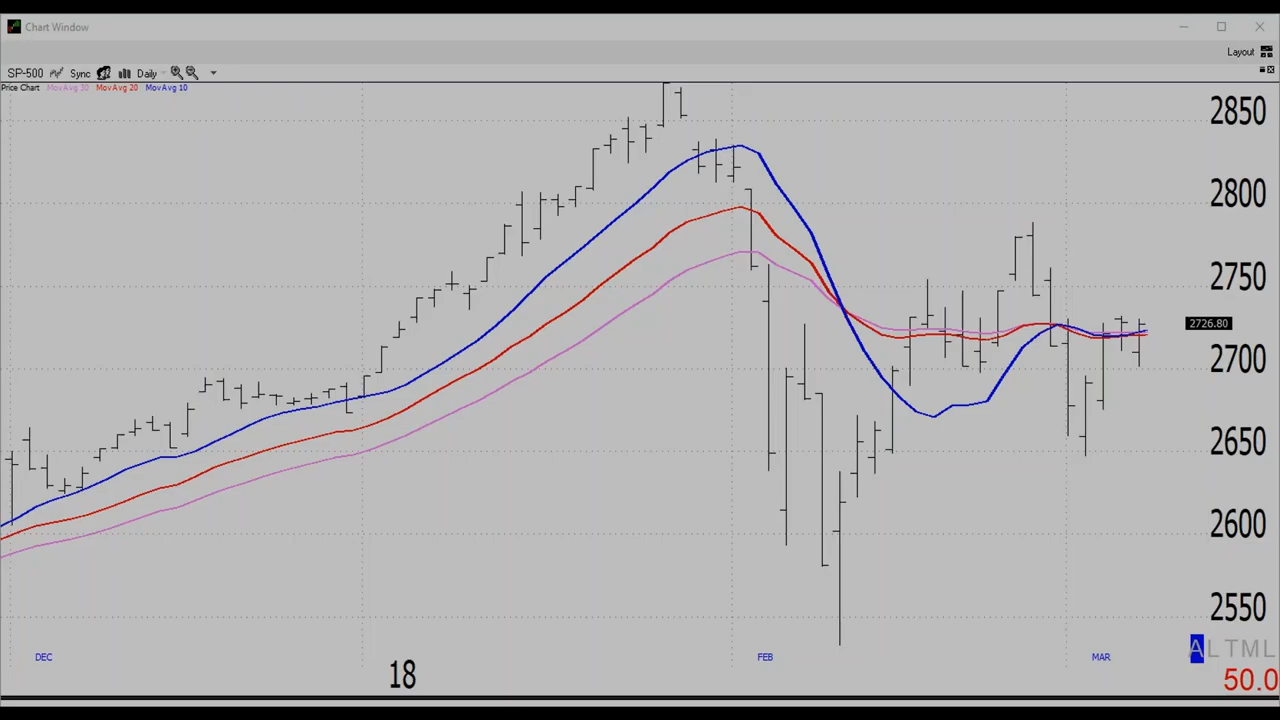 Chart Window
Layout
SP-500 Sync Daily
Price Chart MovAvg 30 MovAvg 20 MovAvg 10
2850
2800
2750
2726.80
2700
2650
2600
2550
DEC 18 FEB MAR
ALTML
50.0